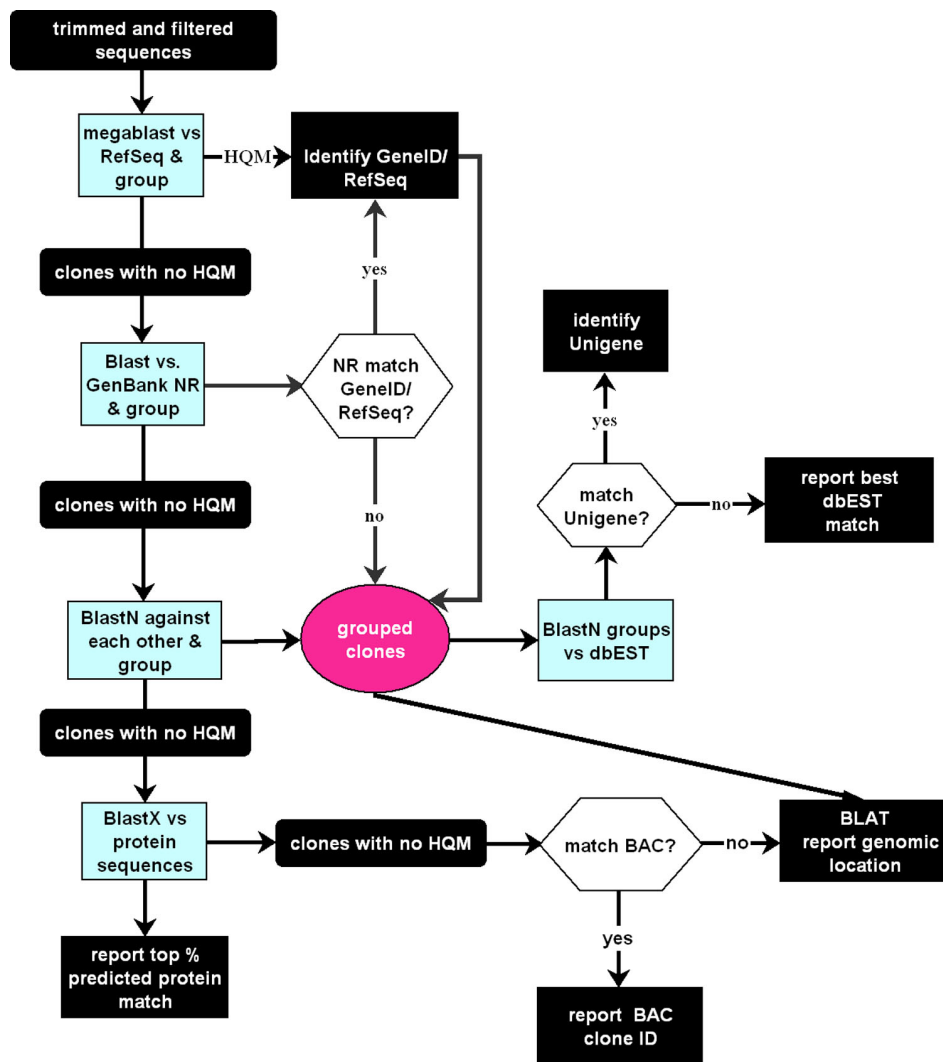 trimmed and filtered
sequences
megablast vs
RefSeq &
group
HQM
Identify GeneID/
RefSeq
clones with no HQM
yes
identify
Unigene
Blast vs.
GenBank NR
& group
NR match
GeneID/
RefSeq?
yes
report best
dbEST
match
clones with no HQM
no
match
Unigene?
no
BlastN against
each other &
group
grouped
clones
BlastN groups
vs dbEST
clones with no HQM
BlastX vs
protein
sequences
clones with no HQM
match BAC?
no
BLAT
report genomic
location
yes
report top %
predicted protein
match
report BAC
clone ID